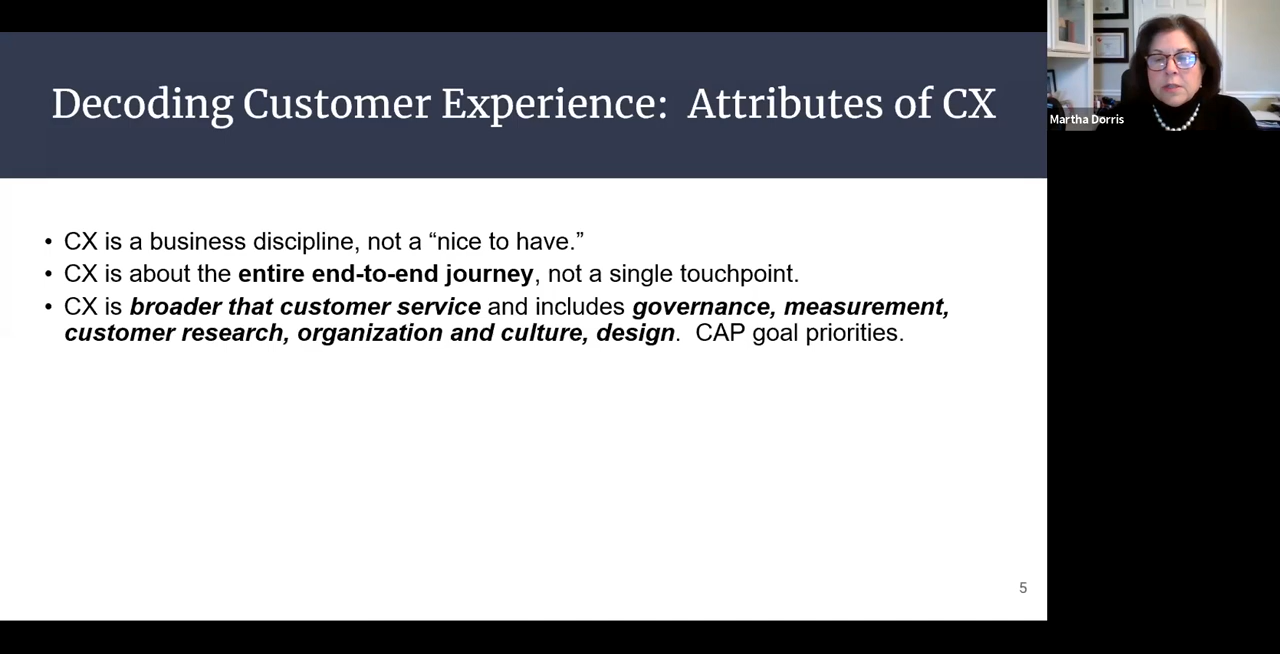 Decoding Customer Experience:  Attributes of CX
Martha Dorris
• CX is a business discipline, not a “nice to have.”
• CX is about the entire end-to-end journey, not a single touchpoint.
• CX is broader that customer service and includes governance, measurement,
customer research, organization and culture, design.  CAP goal priorities.
5